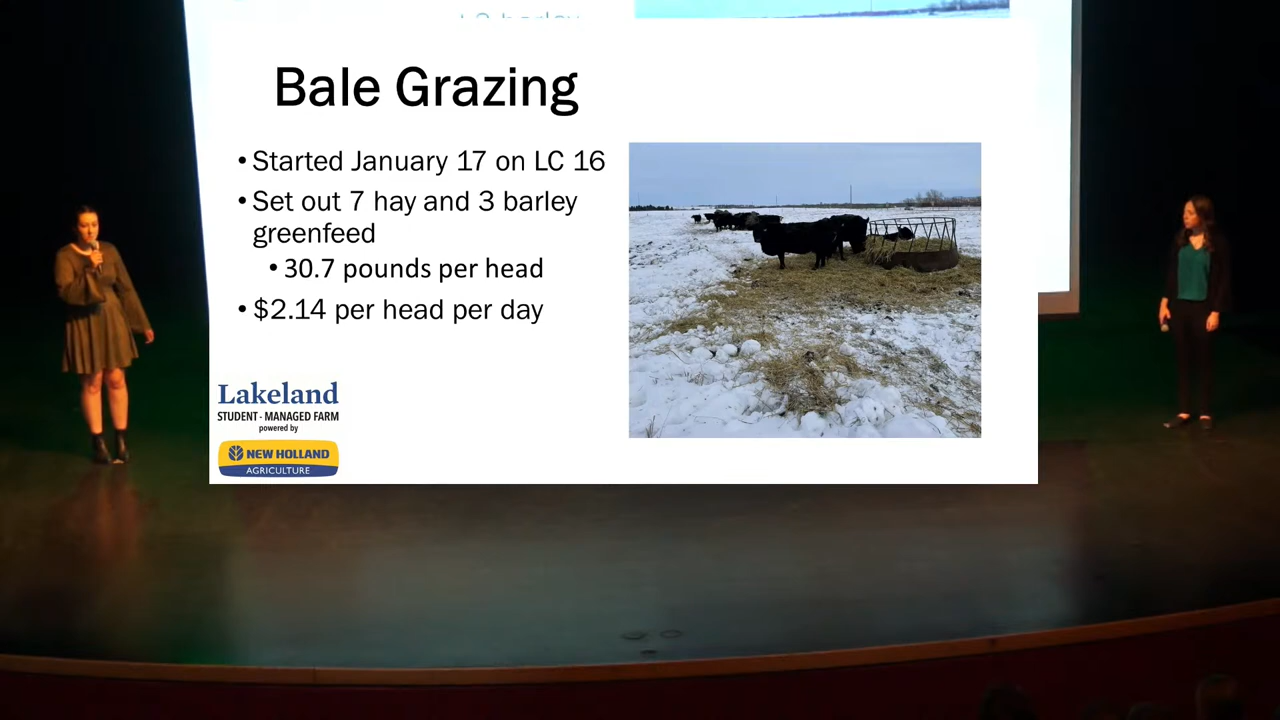 Bale Grazing
• Started January 17 on LC 16
• Set out 7 hay and 3 barley
greenfeed
• 30.7 pounds per head
• $2.14 per head per day
Lakeland
STUDENT-MANAGED FARM
powered by
NEW HOLLAND
AGRICULTURE